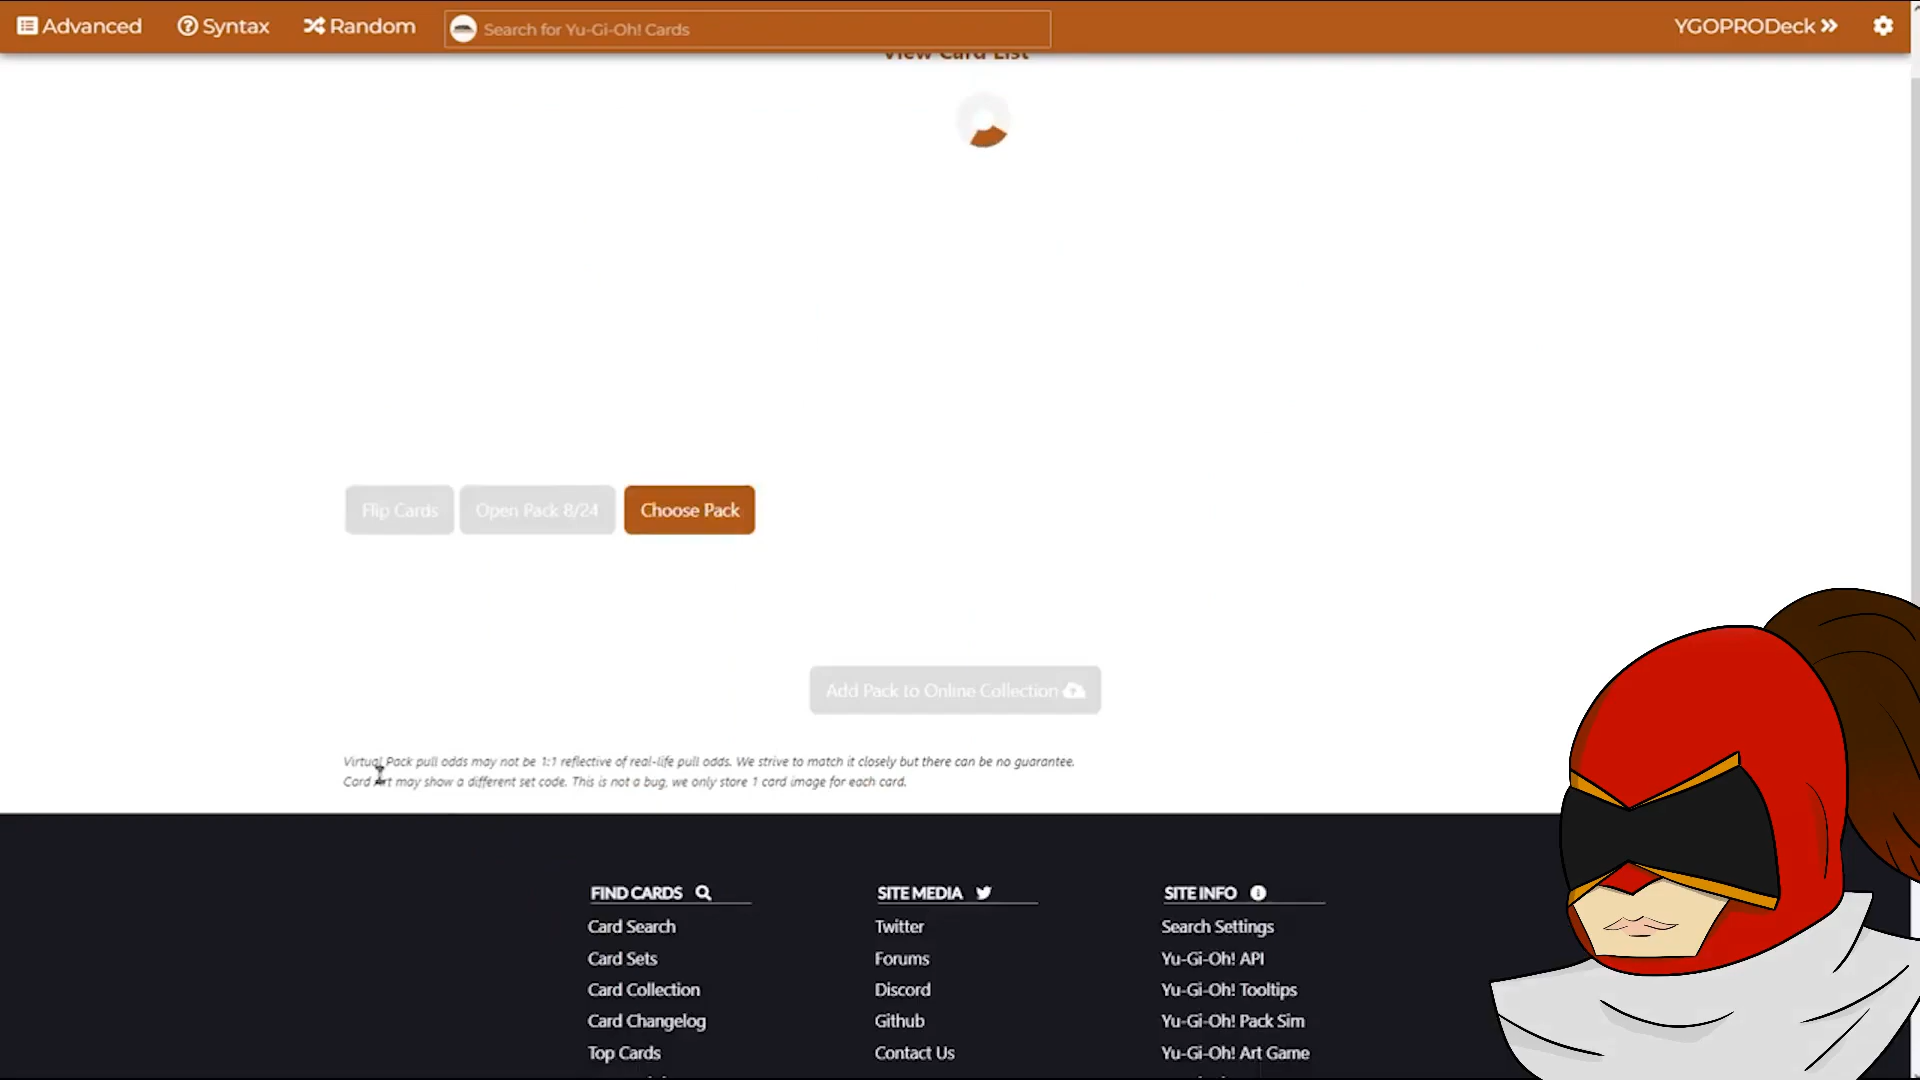 Advanced
Syntax
Random
Search for Yu-Gi-Oh! Cards
YGOPRODeck
View Card List
Flip Cards
Open Pack 8/24
Choose Pack
Add Pack to Online Collection
Virtual Pack pull odds may not be 1:1 reflective of real-life pull odds. We strive to match it closely but there can be no guarantee.
Card Art may show a different set code. This is not a bug, we only store 1 card image for each card.
FIND CARDS
Card Search
Card Sets
Card Collection
Card Changelog
Top Cards
SITE MEDIA
Twitter
Forums
Discord
Github
Contact Us
SITE INFO
Search Settings
Yu-Gi-Oh! API
Yu-Gi-Oh! Tooltips
Yu-Gi-Oh! Pack Sim
Yu-Gi-Oh! Art Game